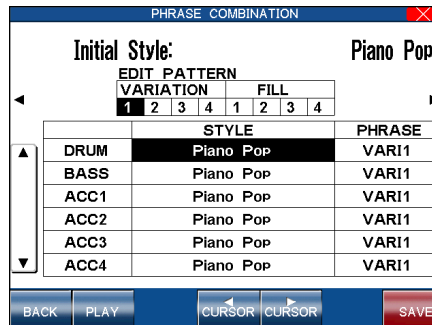 PHRASE COMBINATION
Initial Style: Piano Pop
EDIT PATTERN
VARIATION FILL
1 2 3 4 1 2 3 4
STYLE PHRASE
DRUM Piano Pop VARI1
BASS Piano Pop VARI1
ACC1 Piano Pop VARI1
ACC2 Piano Pop VARI1
ACC3 Piano Pop VARI1
ACC4 Piano Pop VARI1
BACK PLAY CURSOR CURSOR SAVE